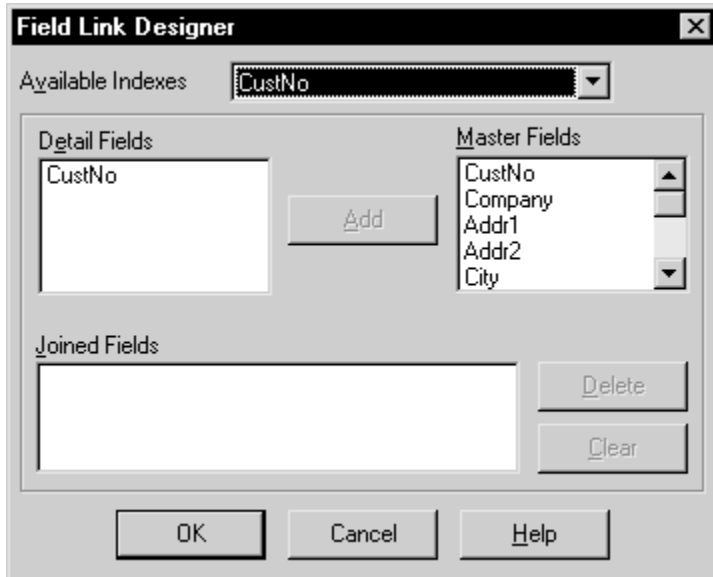 Field Link Designer
Available Indexes
CustNo
Detail Fields
Master Fields
CustNo
CustNo
Company
Addr1
Addr2
City
Add
Joined Fields
Delete
Clear
OK
Cancel
Help